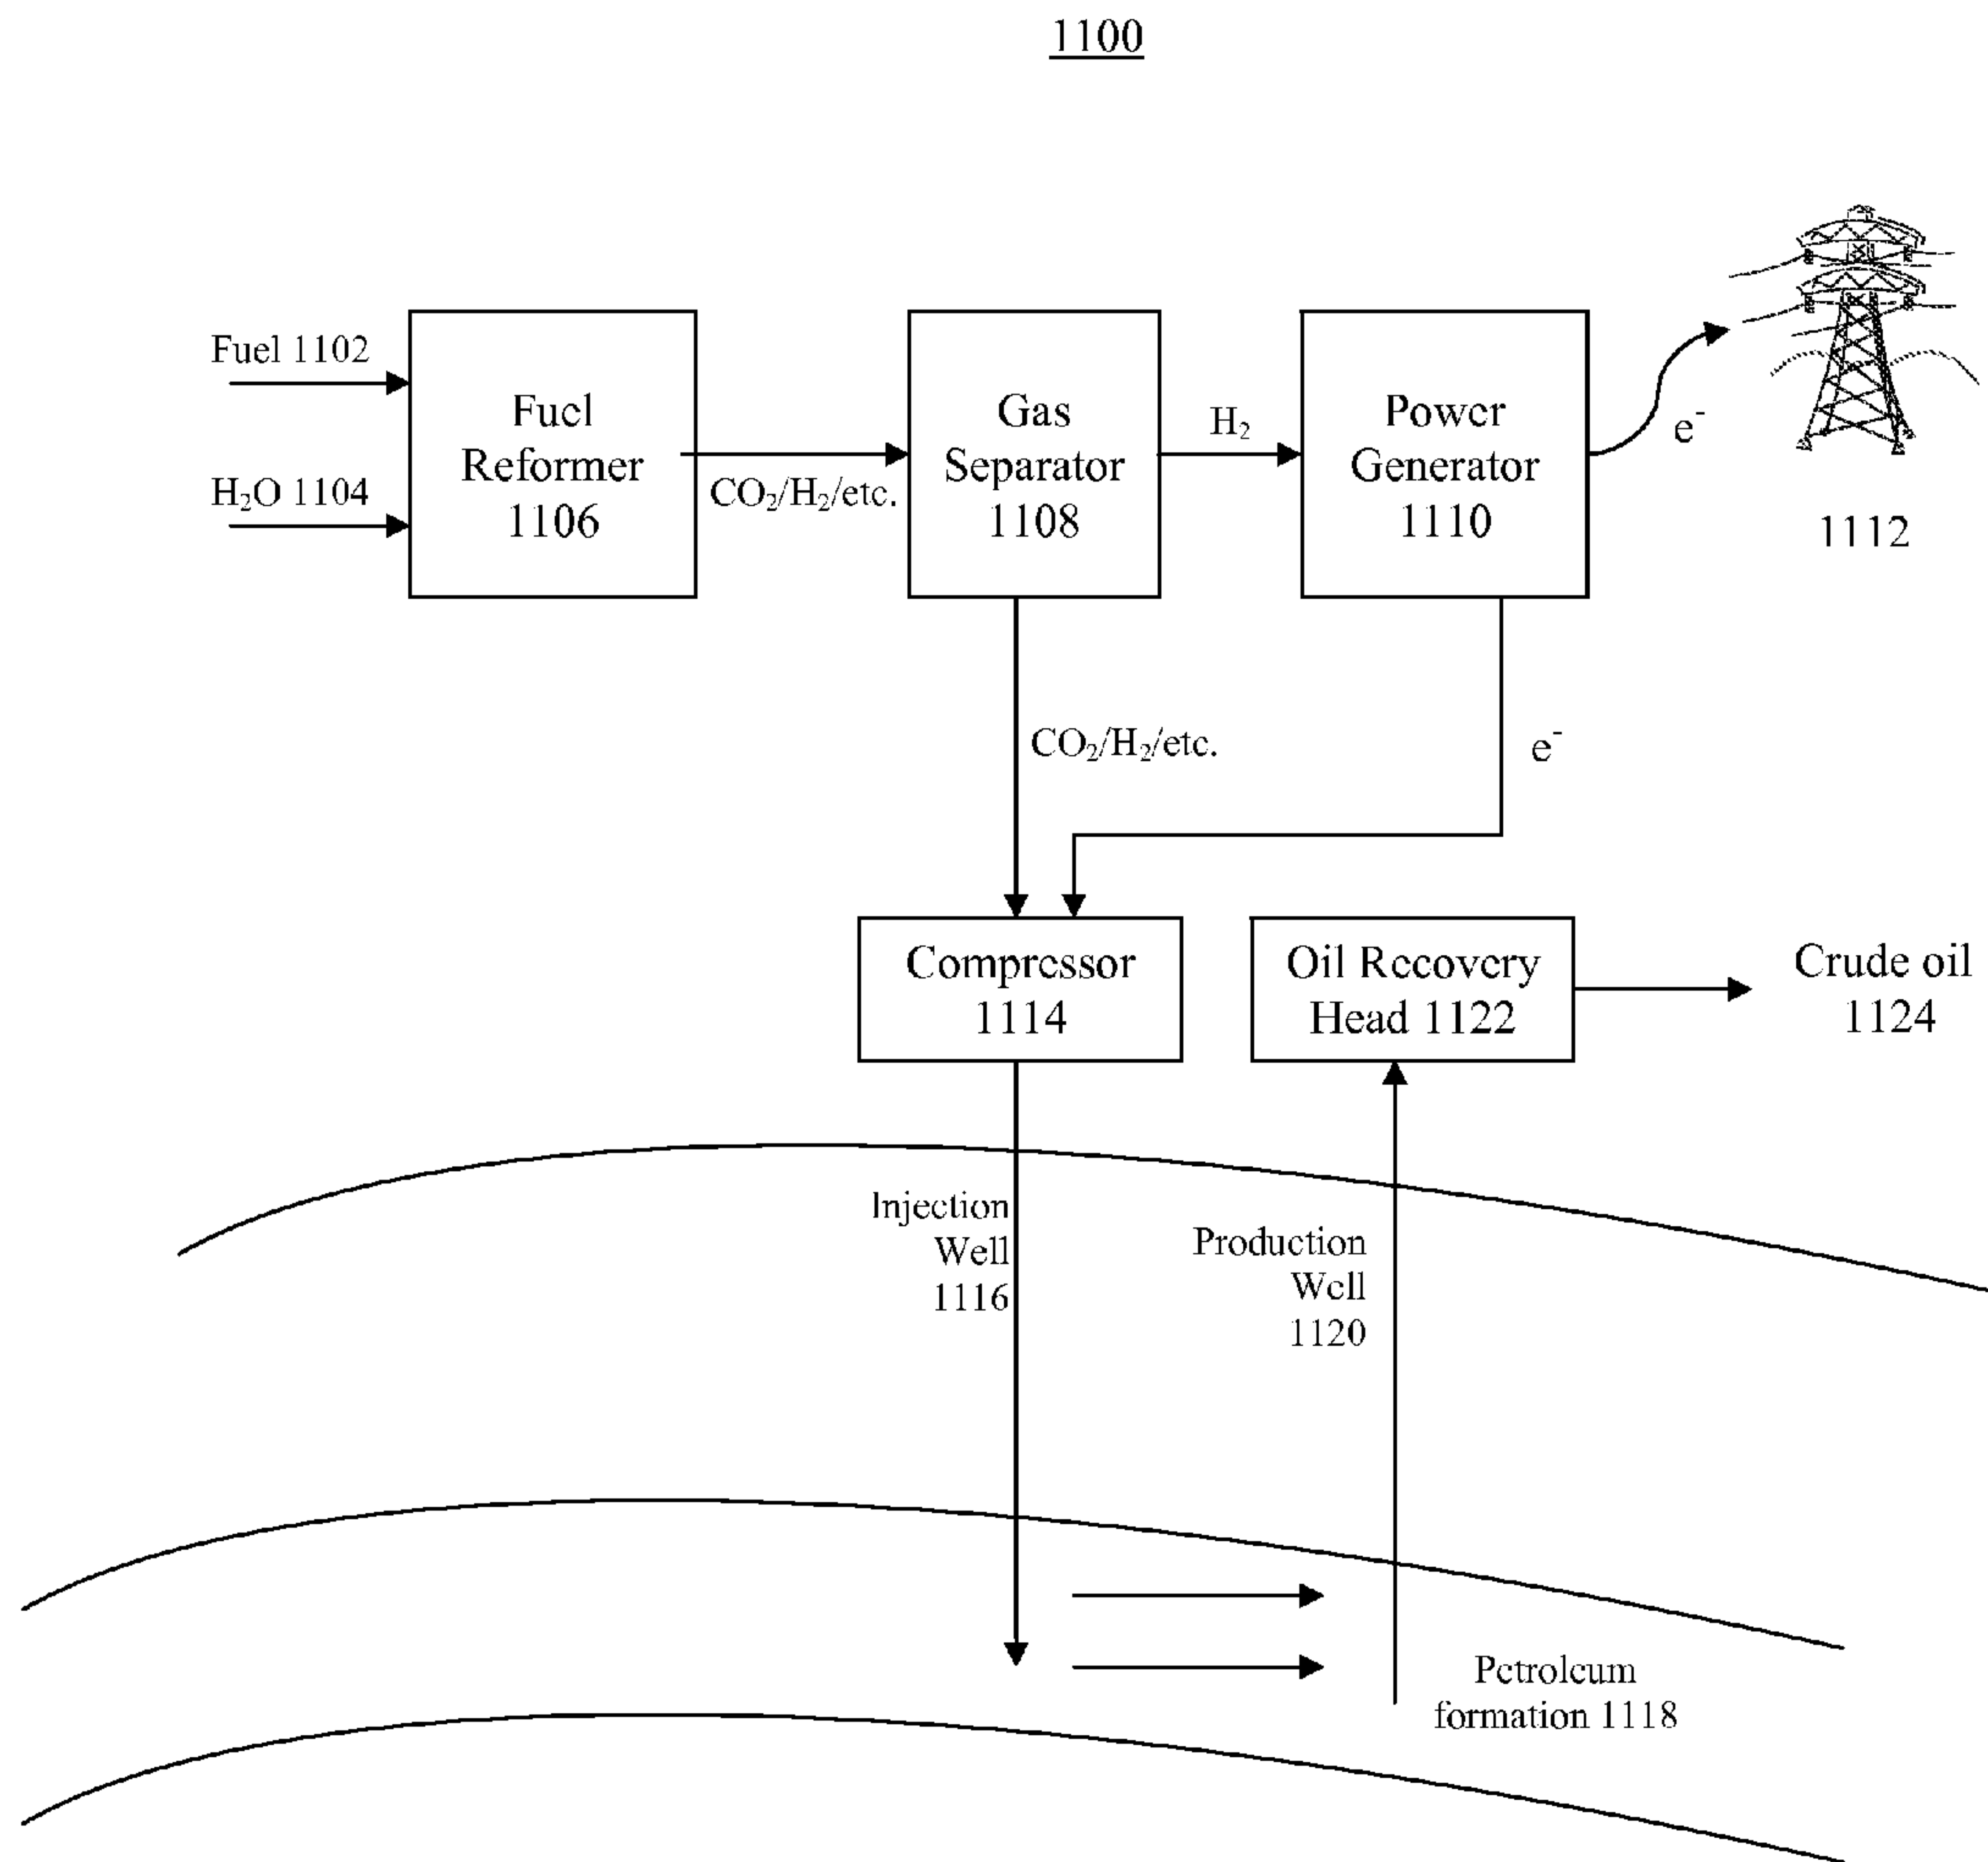 1100
Fuel 1102
H₂O 1104
Fuel
Reformer
1106
CO₂/H₂/etc.
Gas
Separator
1108
H₂
Power
Generator
1110
e⁻
1112
CO₂/H₂/etc.
e⁻
Compressor
1114
Oil Recovery
Head 1122
Crude oil
1124
Injection
Well
1116
Production
Well
1120
Petroleum
formation 1118